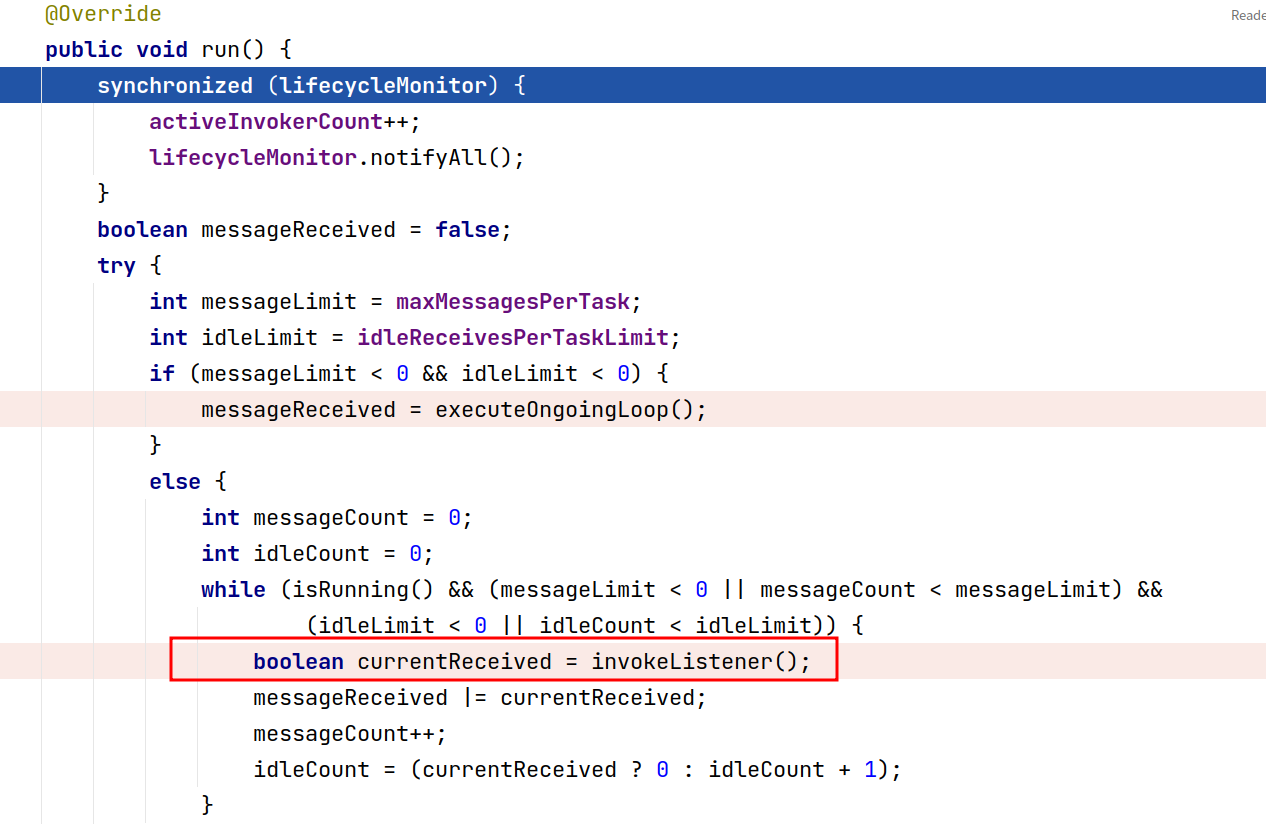 @Override
Reade
public void run() {
    synchronized (lifecycleMonitor) {
        activeInvokerCount++;
        lifecycleMonitor.notifyAll();
    }
    boolean messageReceived = false;
    try {
        int messageLimit = maxMessagesPerTask;
        int idleLimit = idleReceivesPerTaskLimit;
        if (messageLimit < 0 && idleLimit < 0) {
            messageReceived = executeOngoingLoop();
        }
        else {
            int messageCount = 0;
            int idleCount = 0;
            while (isRunning() && (messageLimit < 0 || messageCount < messageLimit) &&
                    (idleLimit < 0 || idleCount < idleLimit)) {
                boolean currentReceived = invokeListener();
                messageReceived |= currentReceived;
                messageCount++;
                idleCount = (currentReceived ? 0 : idleCount + 1);
            }